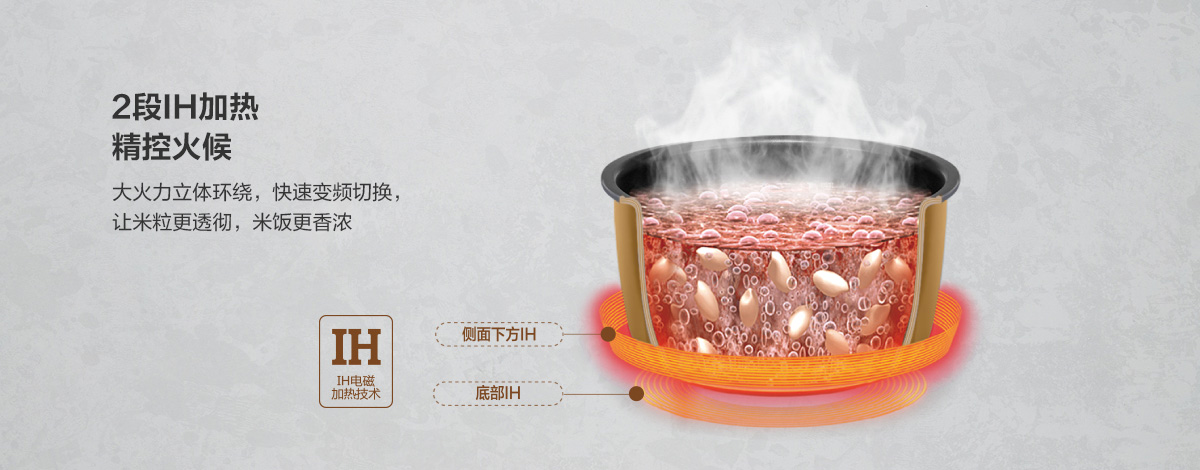 2段IH加热
精控火候
大火力立体环绕，快速变频切换，
让米粒更透彻，米饭更香浓
IH
IH电磁
加热技术
侧面下方IH
底部IH